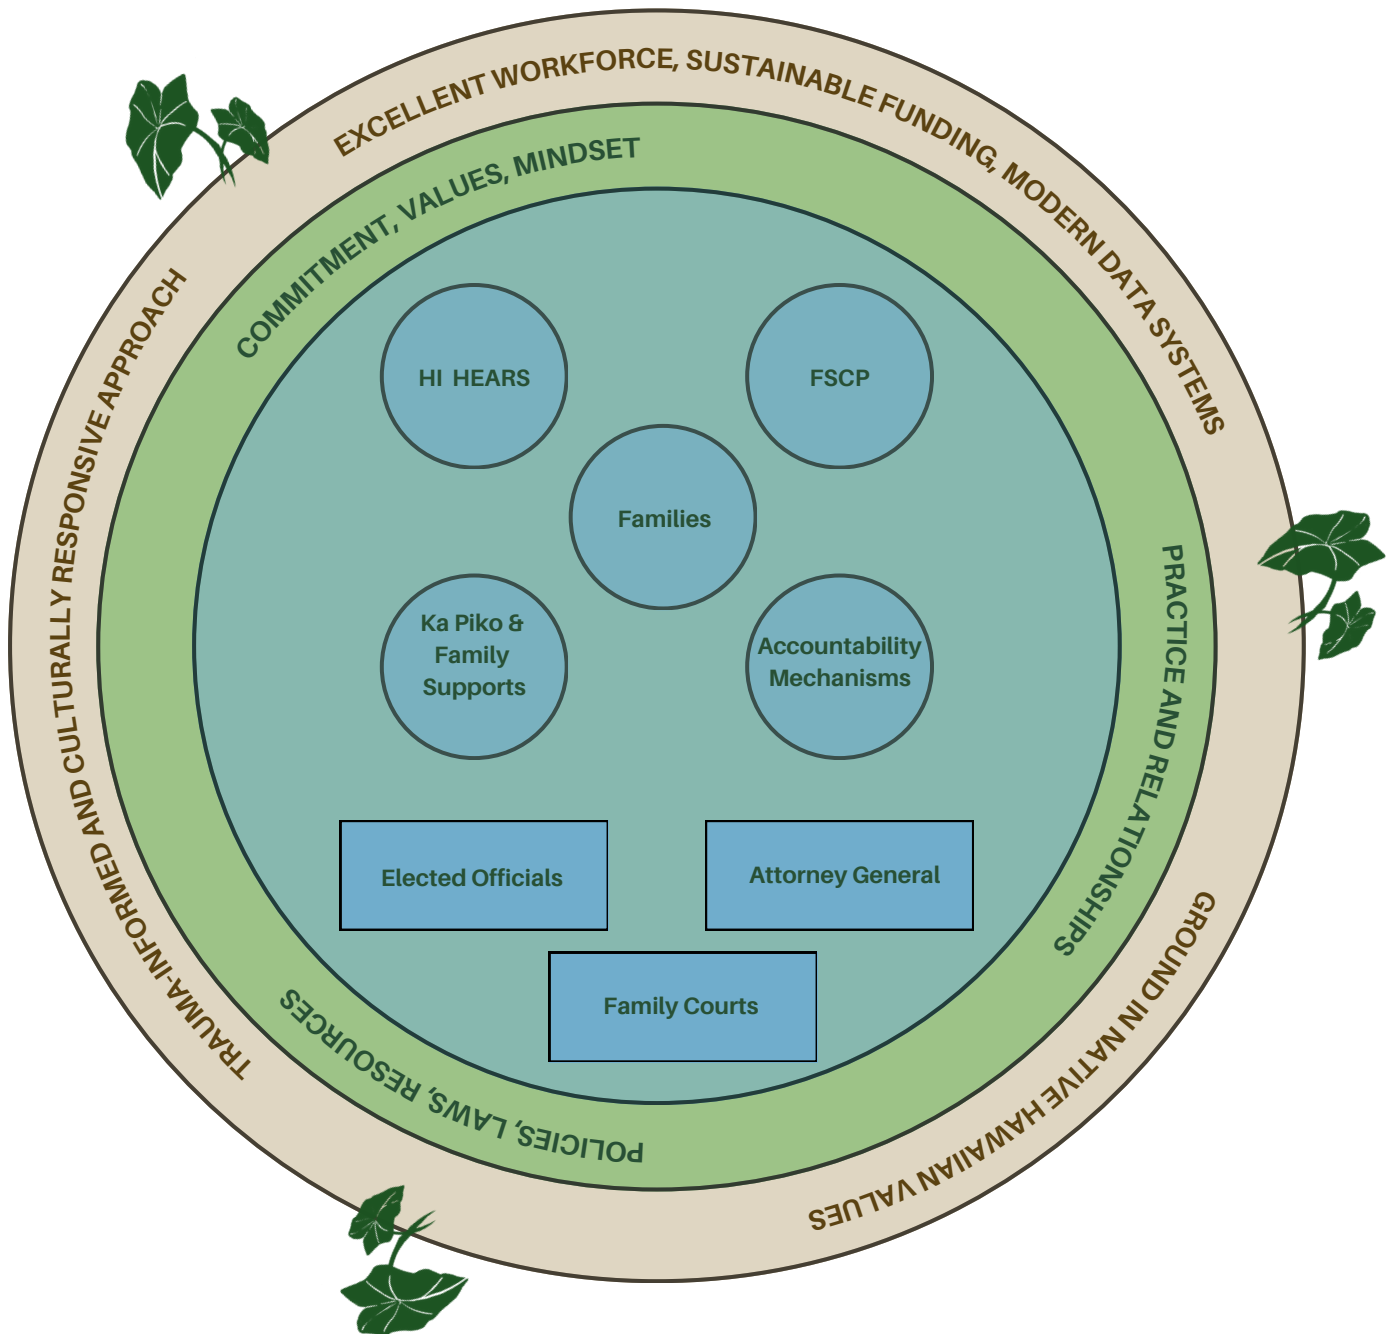 EXCELLENT WORKFORCE, SUSTAINABLE FUNDING, MODERN DATA SYSTEMS
GROUND IN NATIVE HAWAIIAN VALUES
TRAUMA-INFORMED AND CULTURALLY RESPONSIVE APPROACH
COMMITMENT, VALUES, MINDSET
PRACTICE AND RELATIONSHIPS
POLICIES, LAWS, RESOURCES
HI HEARS
FSCP
Families
Ka Piko &
Family
Supports
Accountability
Mechanisms
Elected Officials
Attorney General
Family Courts